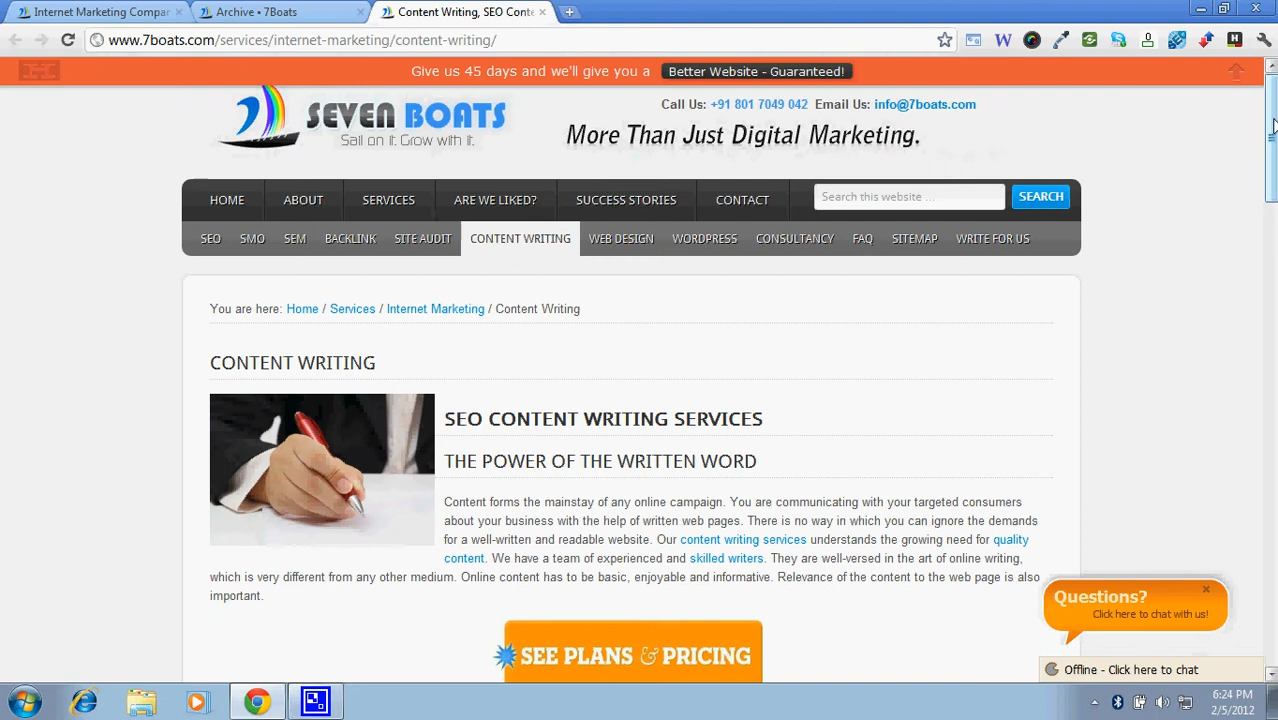 Internet Marketing Compar
Archive • 7Boats
Content Writing, SEO Conte
www.7boats.com/services/internet-marketing/content-writing/
Give us 45 days and we'll give you a Better Website - Guaranteed!
Call Us: +91 801 7049 042 Email Us: info@7boats.com
SEVEN BOATS
Sail on it. Grow with it.
More Than Just Digital Marketing.
HOME ABOUT SERVICES ARE WE LIKED? SUCCESS STORIES CONTACT Search this website ... SEARCH
SEO SMO SEM BACKLINK SITE AUDIT CONTENT WRITING WEB DESIGN WORDPRESS CONSULTANCY FAQ SITEMAP WRITE FOR US
You are here: Home / Services / Internet Marketing / Content Writing
CONTENT WRITING
SEO CONTENT WRITING SERVICES
THE POWER OF THE WRITTEN WORD
Content forms the mainstay of any online campaign. You are communicating with your targeted consumers
about your business with the help of written web pages. There is no way in which you can ignore the demands
for a well-written and readable website. Our content writing services understands the growing need for quality
content. We have a team of experienced and skilled writers. They are well-versed in the art of online writing,
which is very different from any other medium. Online content has to be basic, enjoyable and informative. Relevance of the content to the web page is also
important.
Questions?
Click here to chat with us!
SEE PLANS & PRICING
Offline - Click here to chat
6:24 PM
2/5/2012